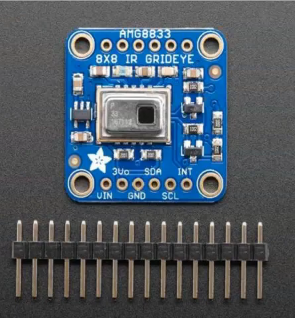 AMG8833
8X8 IR GRIDEYE
3Vo SDA INT
VIN GND SCL